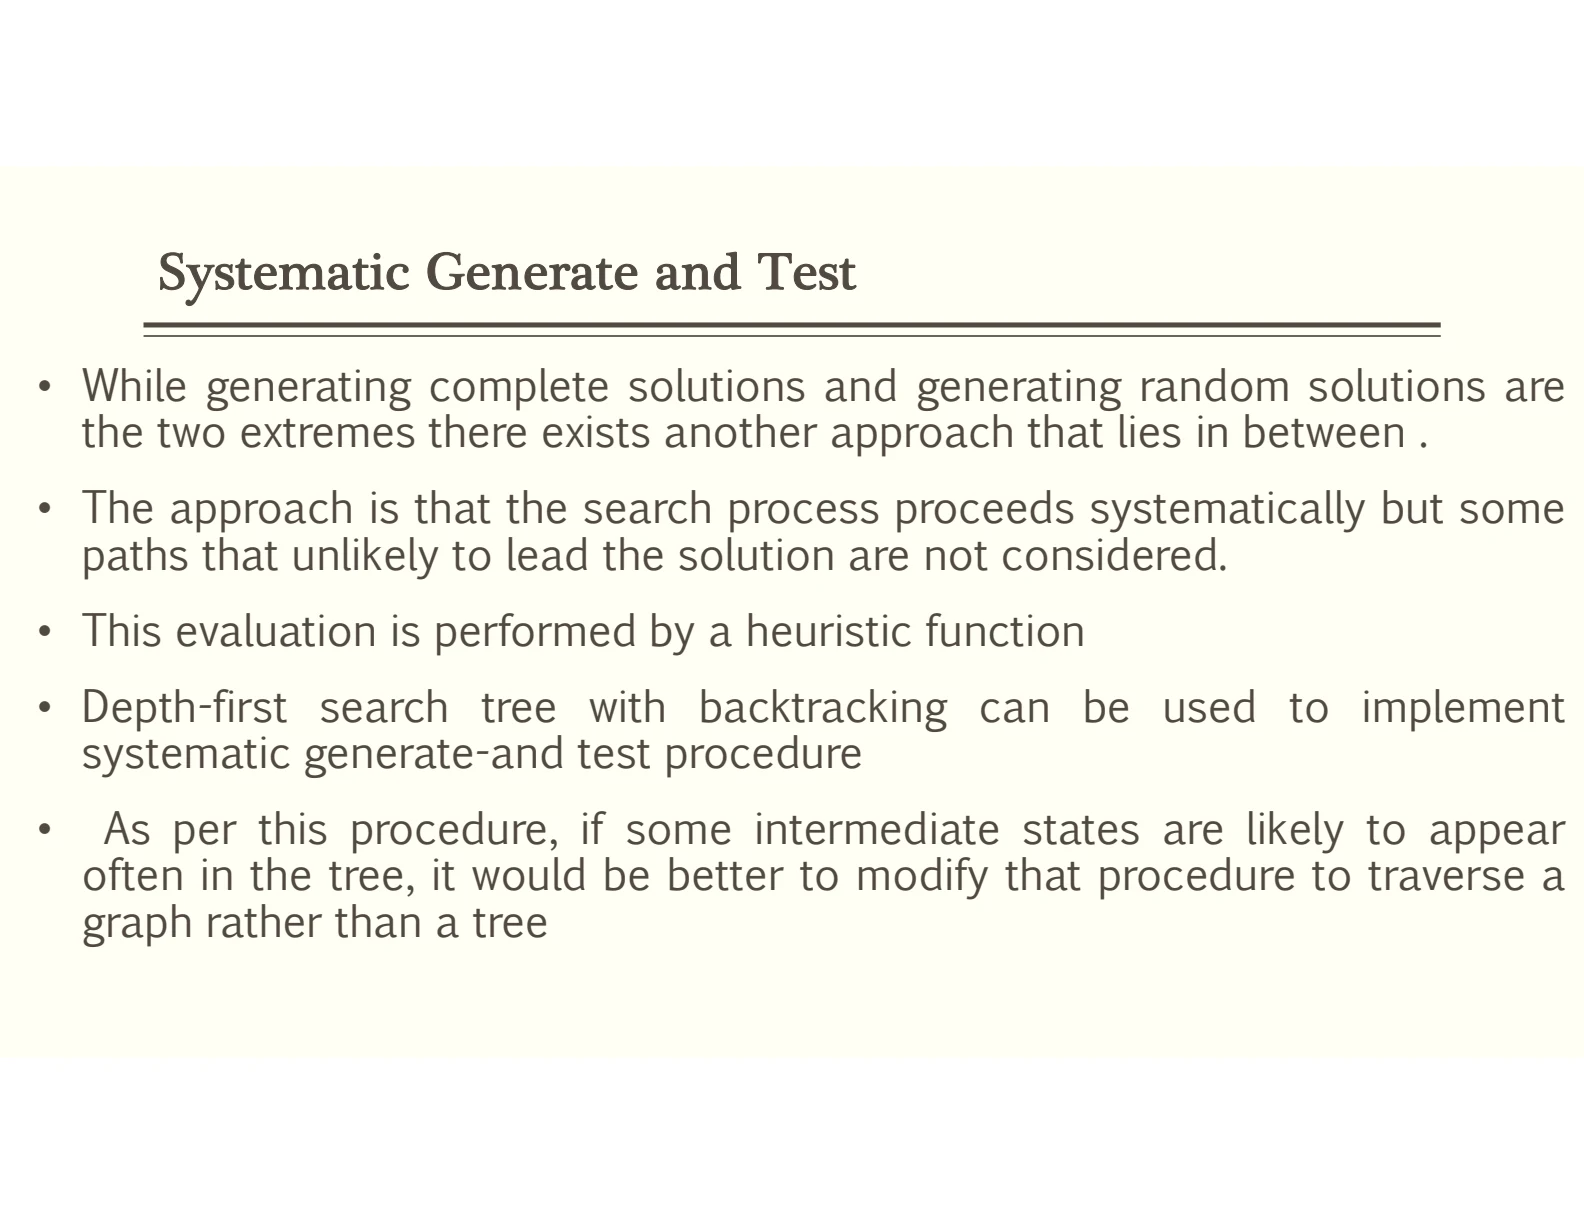 Systematic Generate and Test
• While generating complete solutions and generating random solutions are
the two extremes there exists another approach that lies in between .
• The approach is that the search process proceeds systematically but some
paths that unlikely to lead the solution are not considered.
• This evaluation is performed by a heuristic function
• Depth-first search tree with backtracking can be used to implement
systematic generate-and test procedure
• As per this procedure, if some intermediate states are likely to appear
often in the tree, it would be better to modify that procedure to traverse a
graph rather than a tree